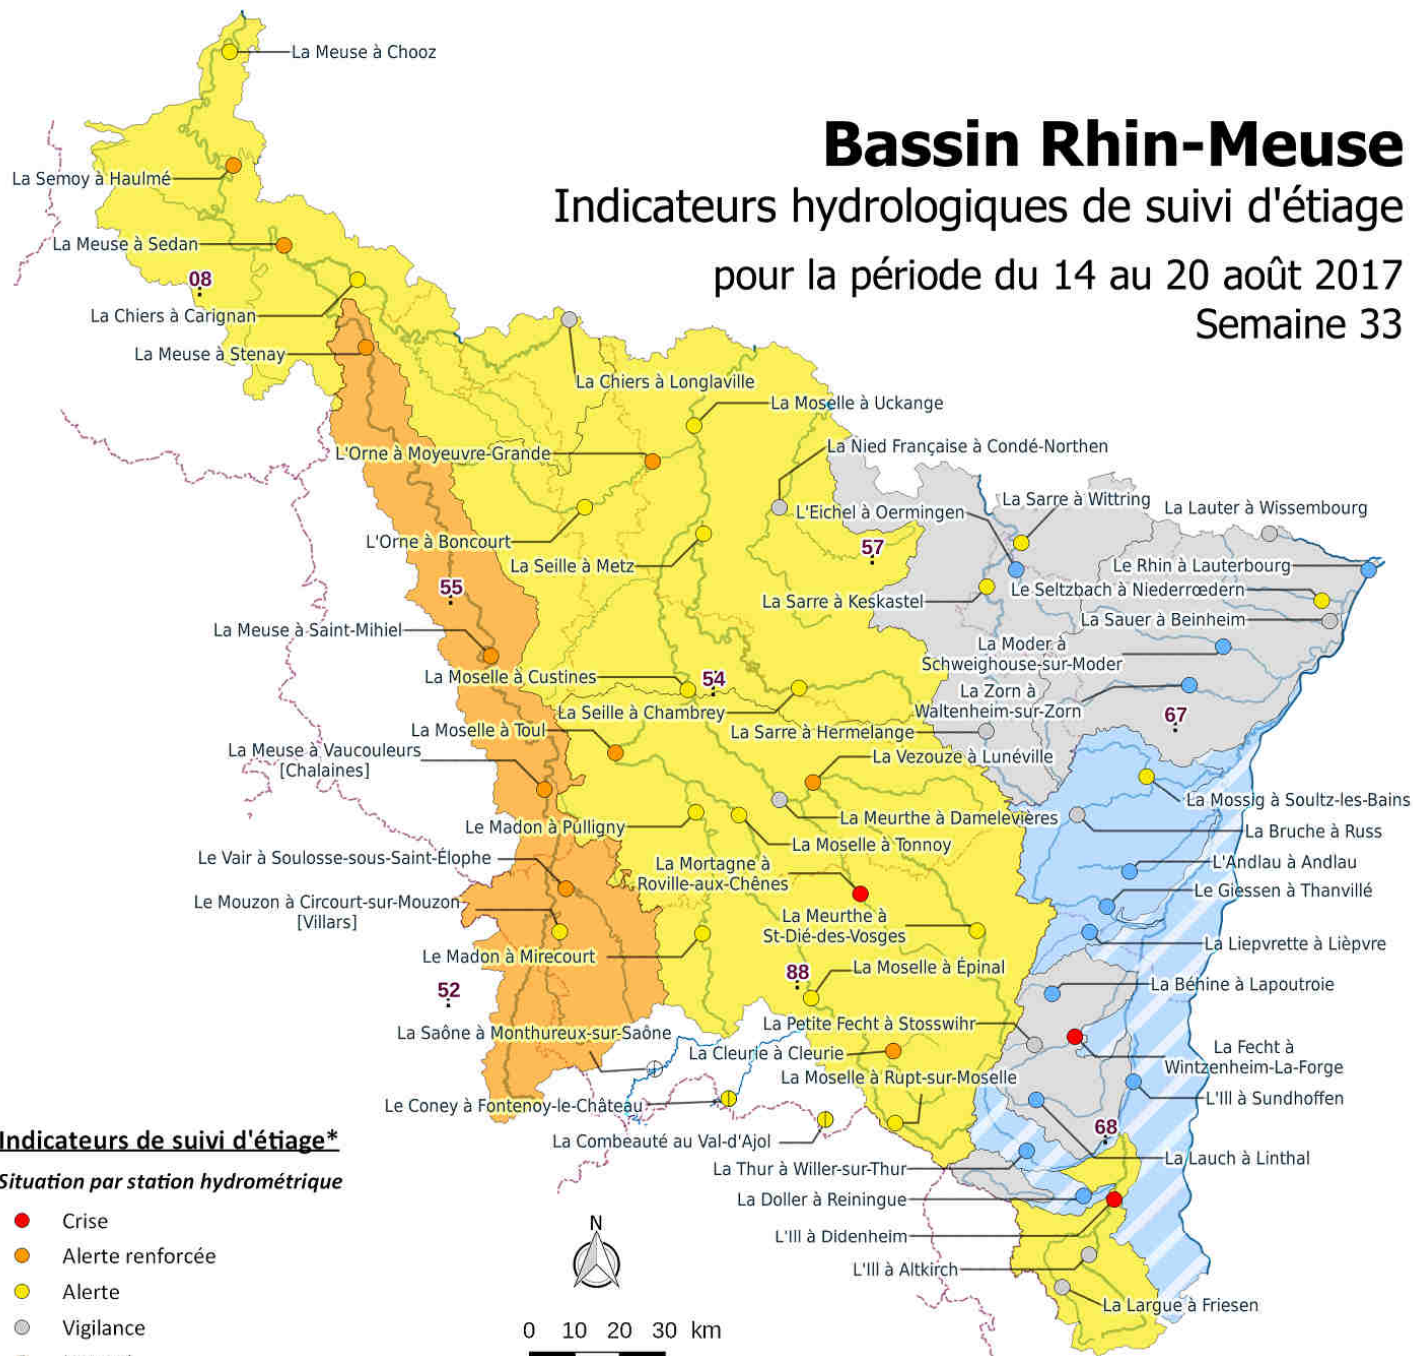 La Meuse à Chooz
Bassin Rhin-Meuse
Indicateurs hydrologiques de suivi d'étiage
pour la période du 14 au 20 août 2017
Semaine 33
La Semoy à Haulmé
La Meuse à Sedan
08
La Chiers à Carignan
La Meuse à Stenay
La Chiers à Longlaville
La Moselle à Uckange
L'Orne à Moyeuvre-Grande
La Nied Française à Condé-Northen
La Sarre à Wittring
La Lauter à Wissembourg
L'Eichel à Oermingen
L'Orne à Boncourt
57
La Seille à Metz
Le Rhin à Lauterbourg
55
Le Seltzbach à Niederrœdern
La Sarre à Keskastel
La Sauer à Beinheim
La Meuse à Saint-Mihiel
La Moder à
Schweighouse-sur-Moder
La Moselle à Custines
54
La Zorn à
Waltenheim-sur-Zorn
La Seille à Chambrey
67
La Moselle à Toul
La Sarre à Hermelange
La Meuse à Vaucouleurs
[Chalaines]
La Vezouze à Lunéville
La Mossig à Soultz-les-Bains
La Meurthe à Damelevières
Le Madon à Pulligny
La Bruche à Russ
La Moselle à Tonnoy
Le Vair à Soulosse-sous-Saint-Élophe
La Mortagne à
Roville-aux-Chênes
L'Andlau à Andlau
Le Giessen à Thanvillé
Le Mouzon à Circourt-sur-Mouzon
[Villars]
La Meurthe à
St-Dié-des-Vosges
La Liepvrette à Lièpvre
Le Madon à Mirecourt
88
La Moselle à Épinal
La Béhine à Lapoutroie
52
La Petite Fecht à Stosswihr
La Saône à Monthureux-sur-Saône
La Cleurie à Cleurie
La Fecht à
Wintzenheim-La-Forge
La Moselle à Rupt-sur-Moselle
Le Coney à Fontenoy-le-Château
L'Ill à Sundhoffen
68
La Combeauté au Val-d'Ajol
La Lauch à Linthal
La Thur à Willer-sur-Thur
La Doller à Reiningue
L'Ill à Didenheim
L'Ill à Altkirch
La Largue à Friesen
Indicateurs de suivi d'étiage*
Situation par station hydrométrique
Crise
Alerte renforcée
Alerte
Vigilance
N
0 10 20 30 km